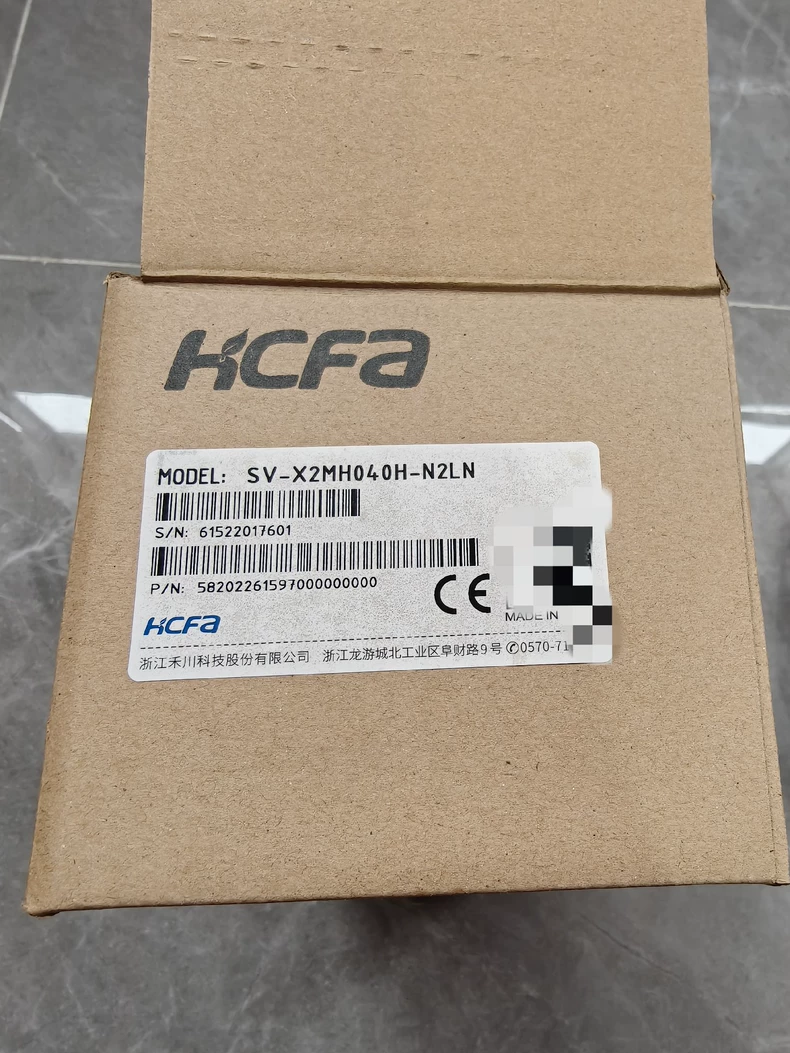 HCFA
MODEL: SV-X2MH040H-N2LN
S/N: 61522017601
P/N: 58202261597000000000
CE
MADE IN
HCFA
浙江禾川科技股份有限公司 浙江龙游城北工业区阜财路9号 ✆0570-71